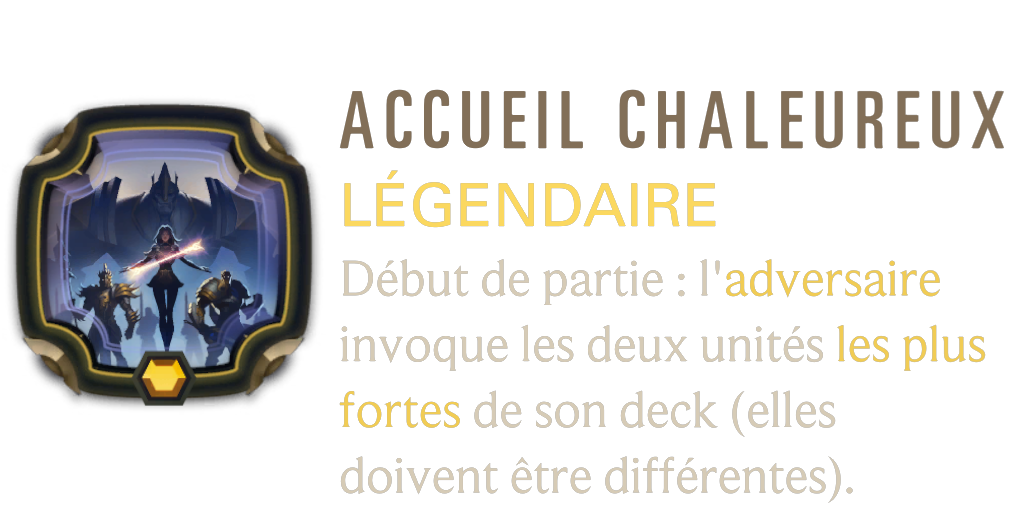 ACCUEIL CHALEUREUX
LÉGENDAIRE
Début de partie : l'adversaire
invoque les deux unités les plus
fortes de son deck (elles
doivent être différentes).